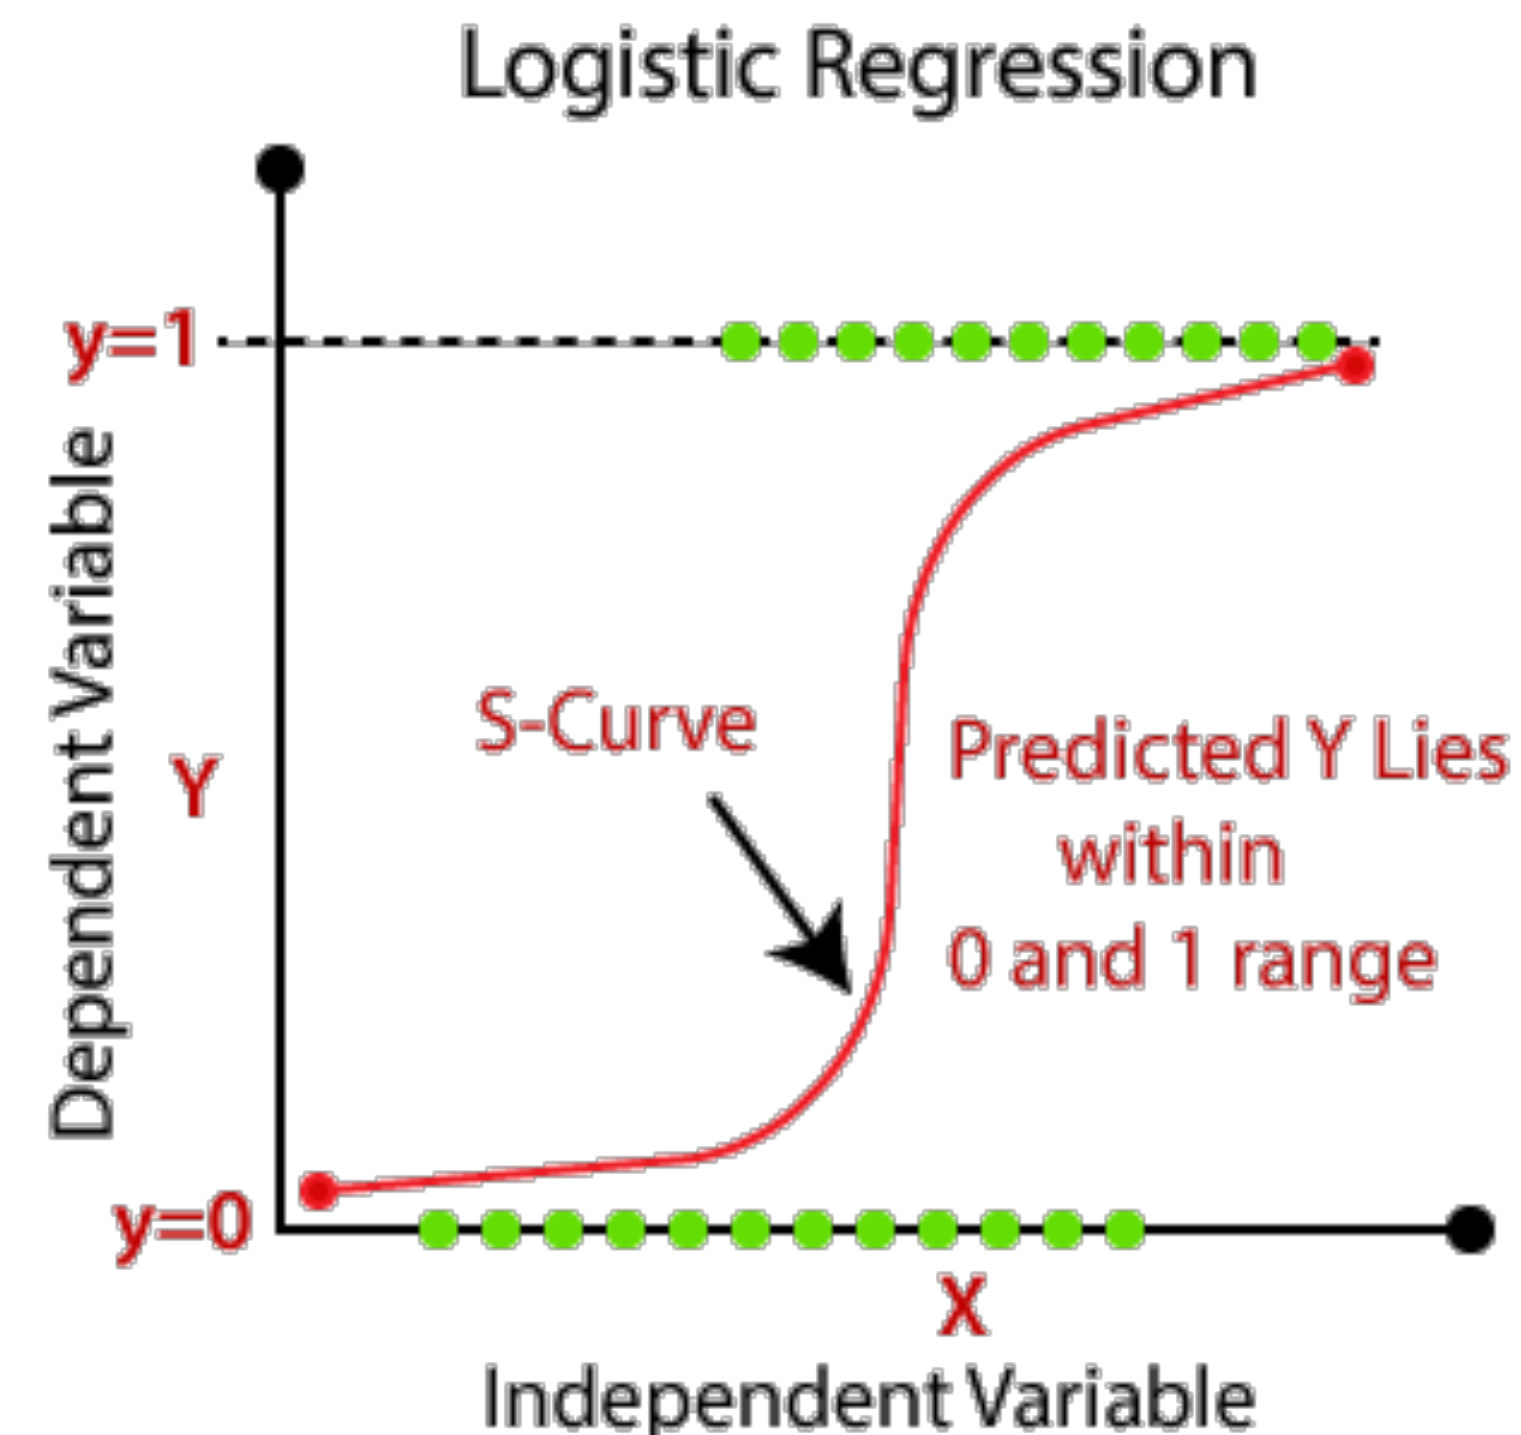 Logistic Regression
y=1
Dependent Variable
Y
S-Curve
Predicted Y Lies
within
0 and 1 range
y=0
X
Independent Variable